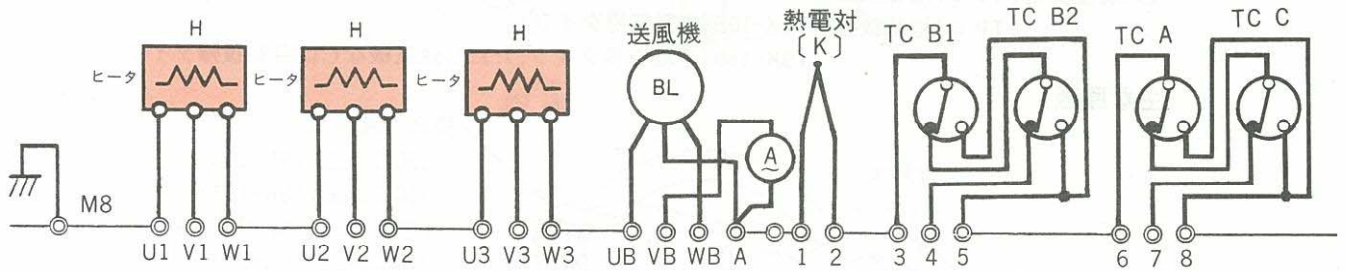 H H H 送風機 熱電対 TC B1 TC B2 TC A TC C
〔K〕
ヒータ ヒータ ヒータ BL
A
M8
U1 V1 W1 U2 V2 W2 U3 V3 W3 UB VB WB A 1 2 3 4 5 6 7 8